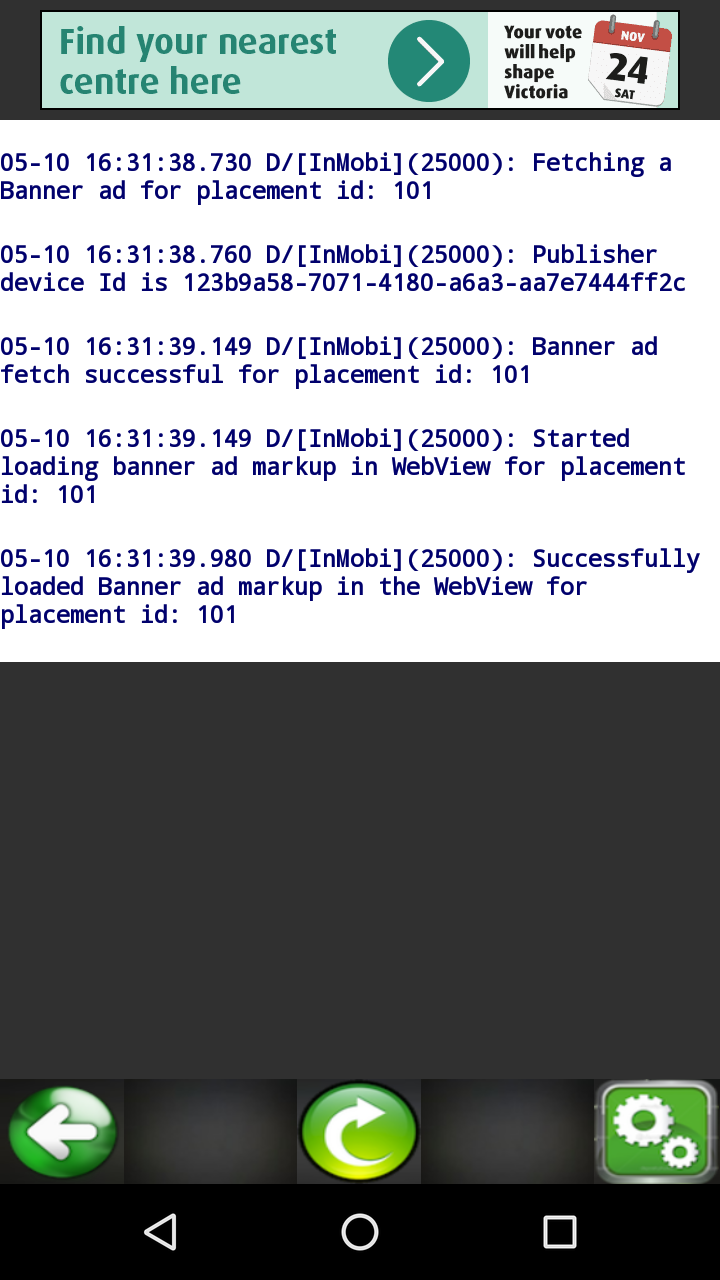 Find your nearest
centre here
Your vote
will help
shape
Victoria
NOV
24
SAT
05-10 16:31:38.730 D/[InMobi](25000): Fetching a
Banner ad for placement id: 101
05-10 16:31:38.760 D/[InMobi](25000): Publisher
device Id is 123b9a58-7071-4180-a6a3-aa7e7444ff2c
05-10 16:31:39.149 D/[InMobi](25000): Banner ad
fetch successful for placement id: 101
05-10 16:31:39.149 D/[InMobi](25000): Started
loading banner ad markup in WebView for placement
id: 101
05-10 16:31:39.980 D/[InMobi](25000): Successfully
loaded Banner ad markup in the WebView for
placement id: 101